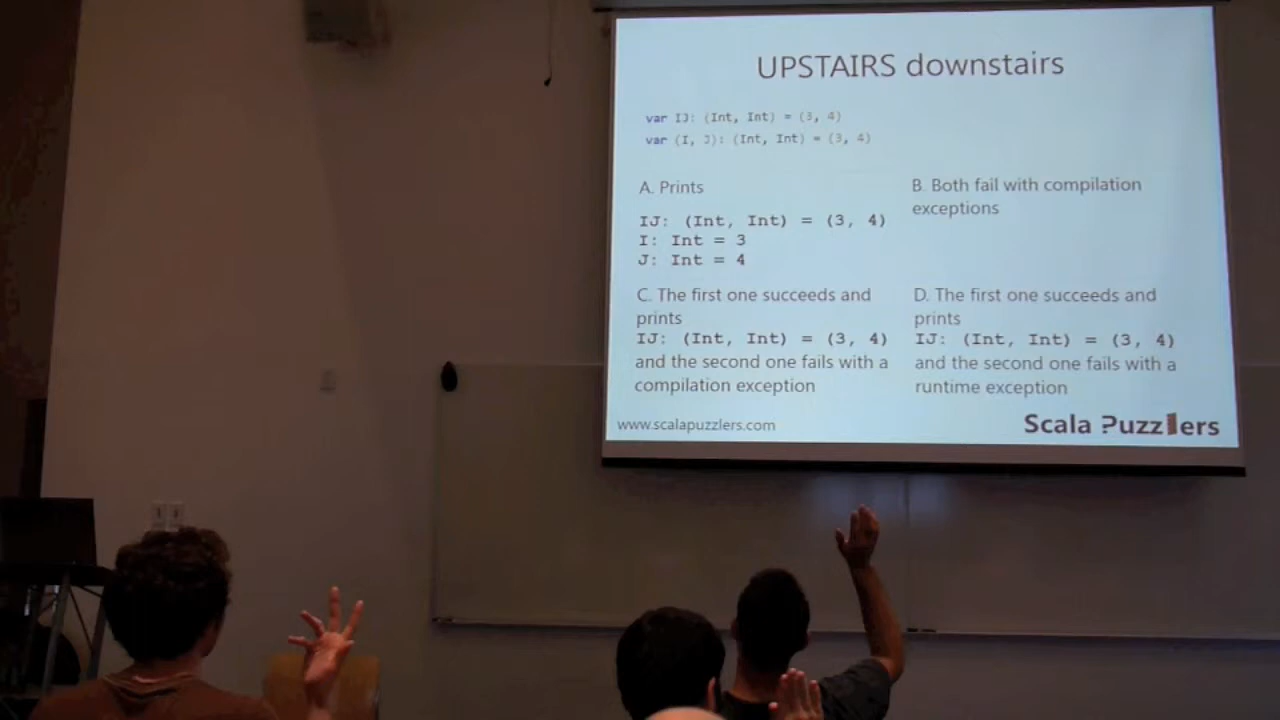 UPSTAIRS downstairs
var IJ: (Int, Int) = (3, 4)
var (I, J): (Int, Int) = (3, 4)
A. Prints
IJ: (Int, Int) = (3, 4)
I: Int = 3
J: Int = 4
B. Both fail with compilation
exceptions
C. The first one succeeds and
prints
IJ: (Int, Int) = (3, 4)
and the second one fails with a
compilation exception
D. The first one succeeds and
prints
IJ: (Int, Int) = (3, 4)
and the second one fails with a
runtime exception
www.scalapuzzlers.com
Scala Puzzlers